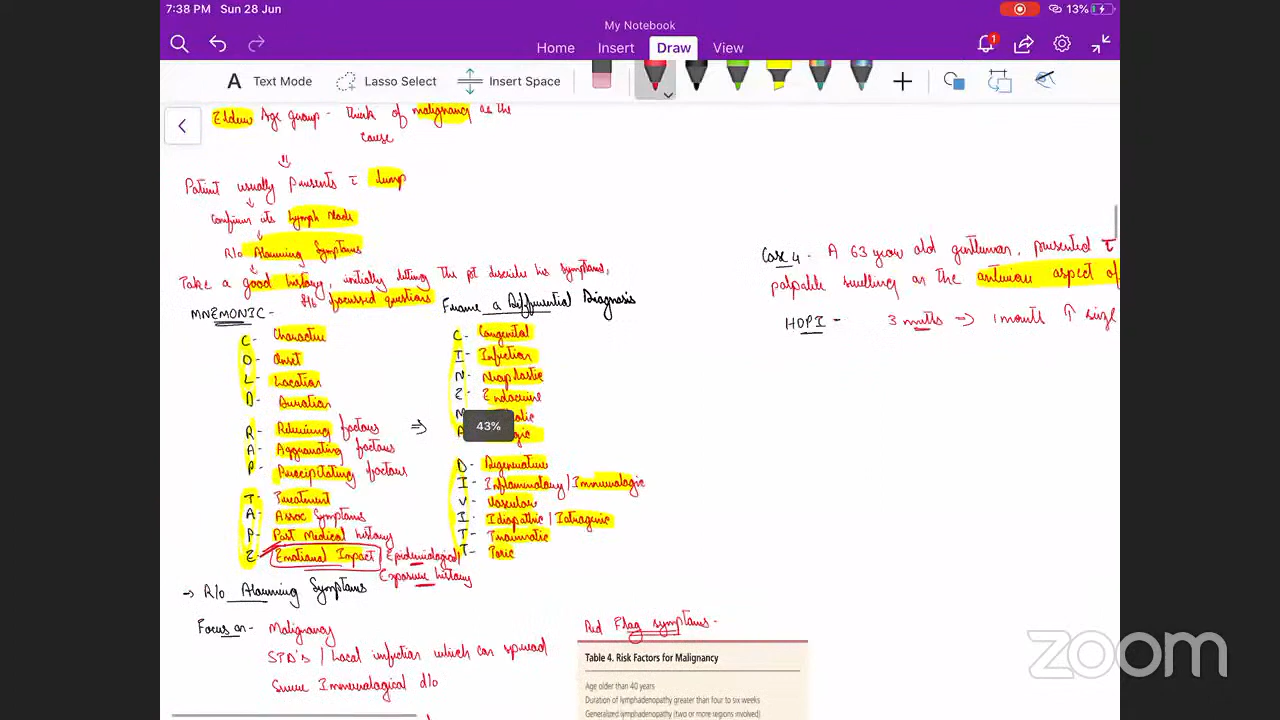 7:38 PM Sun 28 Jun
13%
My Notebook
Home Insert Draw View
1
A Text Mode Lasso Select Insert Space
Elderly Age group - think of malignancy as the
cause
Patient usually presents c̄ lump
confirm its Lymph Node
R/o Alarming Symptoms
Take a good history, initially letting the pt describe his symptoms,
f/b focussed questions
MNEMONIC -
C - Character
O - Onset
L - Location
D - Duration
R - Relieving factors
A - Aggravating factors
P - Precipitating factors
T - Treatment
A - Assoc Symptoms
P - Past Medical history
E - Emotional Impact / Epidemiological
Exposure history
⇒
Frame a Differential Diagnosis
C - Congenital
I - Infection
N - Neoplastic
E - Endocrine
43%
D - Degenerative
I - Inflammatory / Immunologic
V - Vascular
I - Idiopathic / Iatrogenic
T - Traumatic
T - Toxic
Case 4 - A 63 year old gentleman, presented c̄
palpable swelling on the anterior aspect of
HOPI - 3 months ⇒ 1 month ↑ size
→ R/o Alarming Symptoms
Focus on - Malignancy
STD's / Local infection which can spread
Severe Immunological d/o
Red Flag symptoms -
Table 4. Risk Factors for Malignancy
Age older than 40 years
Duration of lymphadenopathy greater than four to six weeks
Generalized lymphadenopathy (two or more regions involved)
zoom